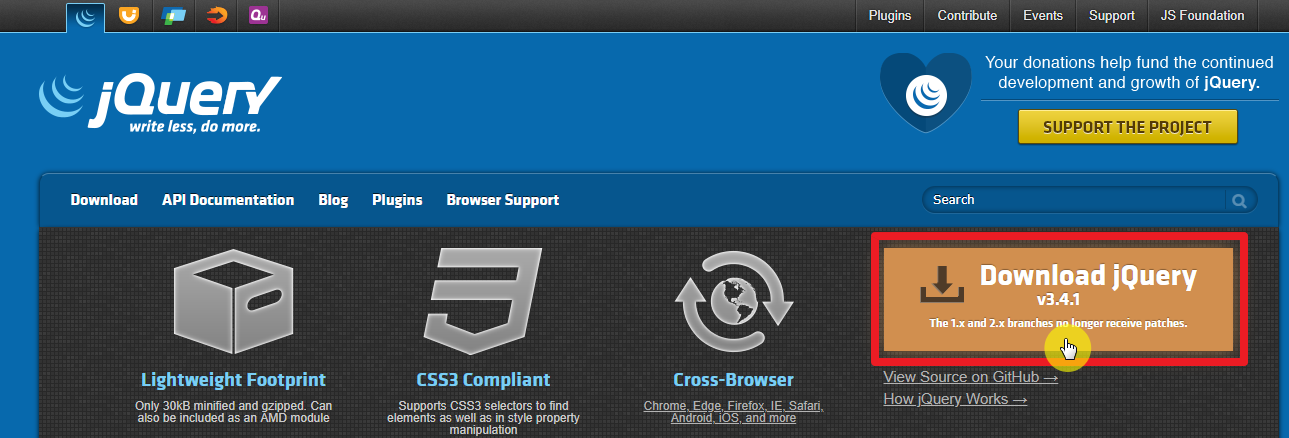 Qu
Plugins
Contribute
Events
Support
JS Foundation
jQuery
write less, do more.
Your donations help fund the continued
development and growth of jQuery.
SUPPORT THE PROJECT
Download
API Documentation
Blog
Plugins
Browser Support
Search
Lightweight Footprint
Only 30kB minified and gzipped. Can
also be included as an AMD module
CSS3 Compliant
Supports CSS3 selectors to find
elements as well as in style property
manipulation
Cross-Browser
Chrome, Edge, Firefox, IE, Safari,
Android, iOS, and more
Download jQuery
v3.4.1
The 1.x and 2.x branches no longer receive patches.
View Source on GitHub →
How jQuery Works →